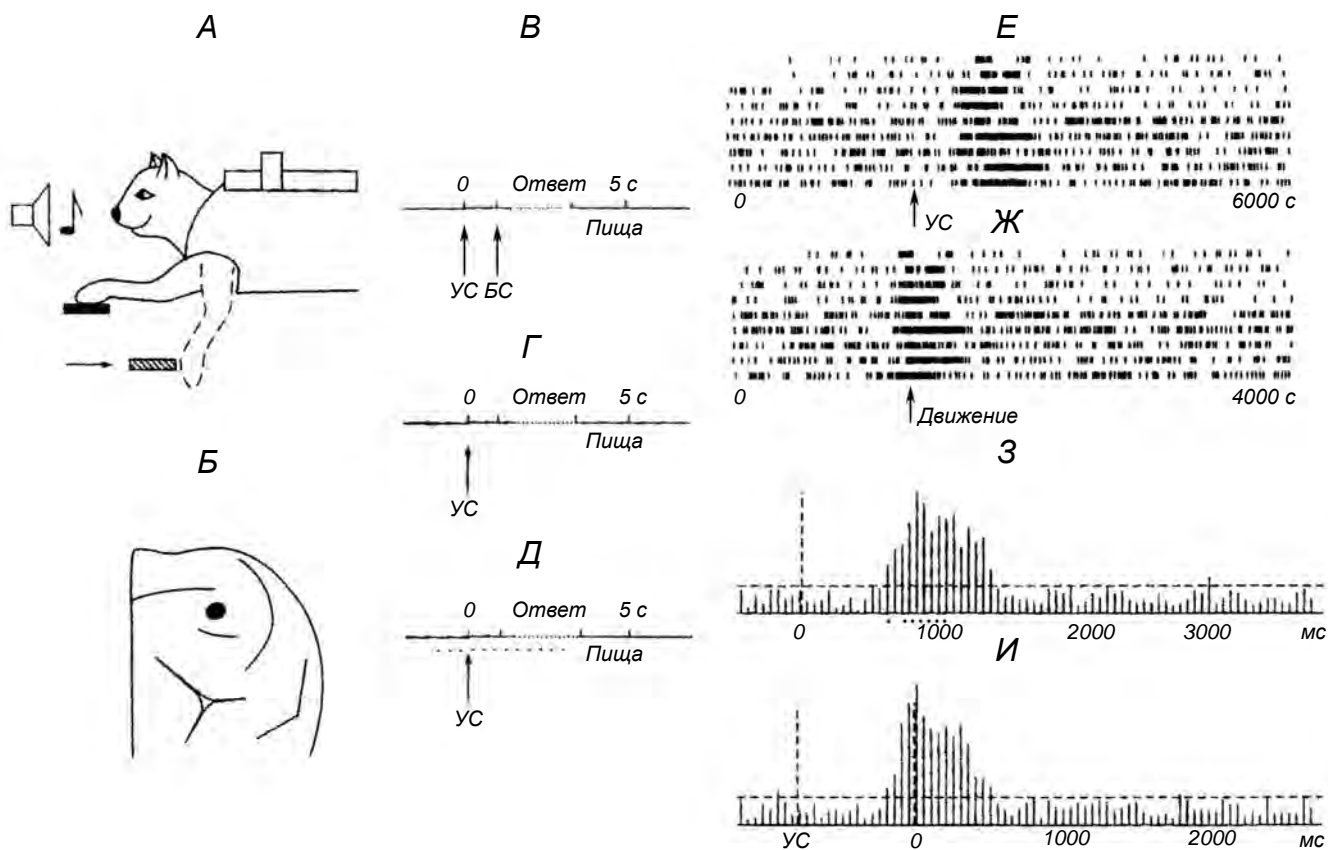 А
Б
В
0 Ответ 5 с
Пища
УС БС
Г
0 Ответ 5 с
Пища
УС
Д
0 Ответ 5 с
Пища
УС
Е
0 6000 с
УС
Ж
0 4000 с
Движение
З
0 1000 2000 3000 мс
И
УС 0 1000 2000 мс